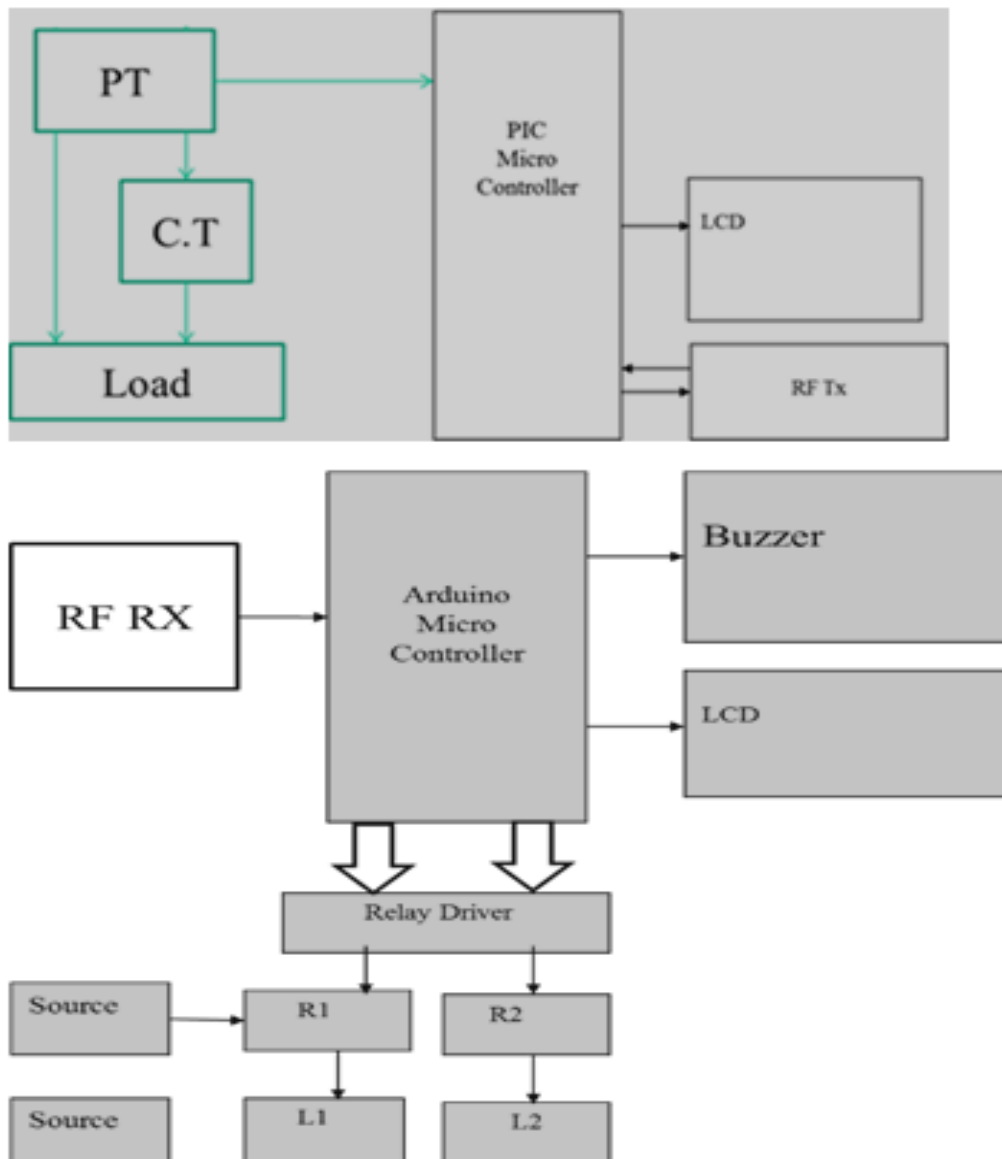 PT
PIC
Micro
Controller
C.T
LCD
Load
RF Tx
Buzzer
RF RX
Arduino
Micro
Controller
LCD
Relay Driver
Source
R1
R2
Source
L1
L2